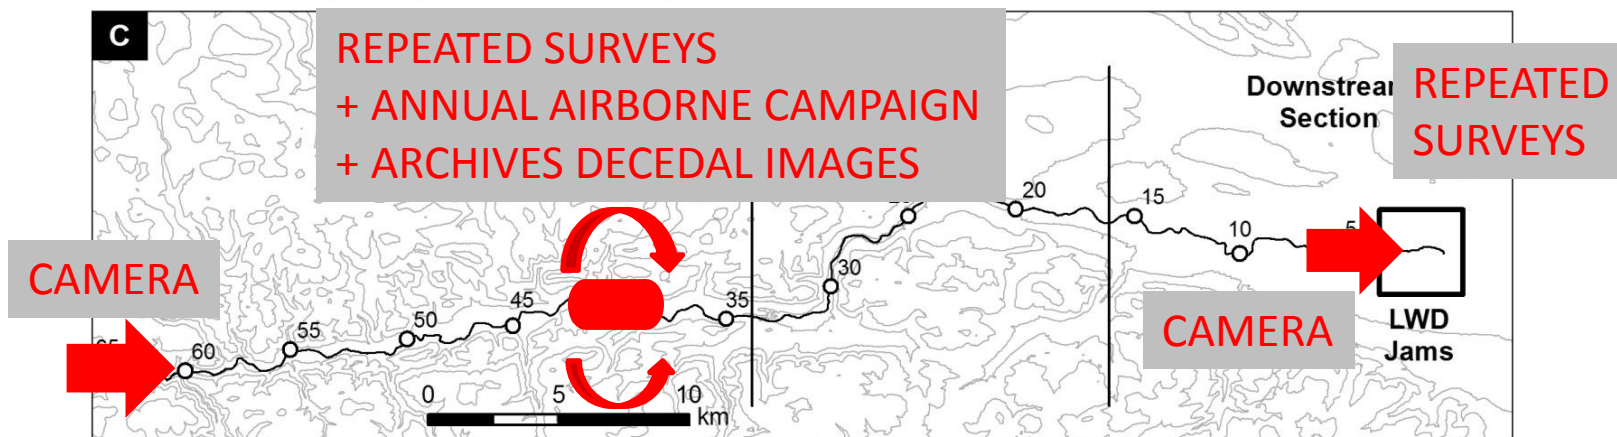 C
REPEATED SURVEYS
+ ANNUAL AIRBORNE CAMPAIGN
+ ARCHIVES DECEDAL IMAGES
Downstream
Section
REPEATED
SURVEYS
20
15
10
5
30
CAMERA
35
45
50
55
60
CAMERA
LWD
Jams
0 5 10
km